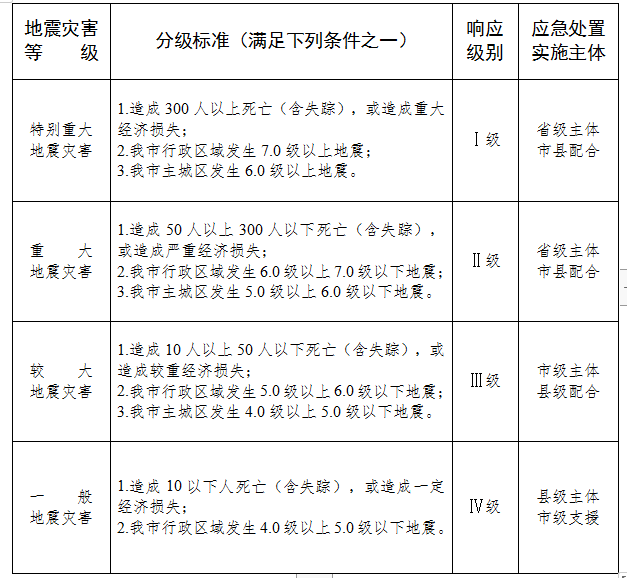 地震灾害
等 级
分级标准（满足下列条件之一）
响应
级别
应急处置
实施主体
特别重大
地震灾害
1.造成 300 人以上死亡（含失踪），或造成重大
经济损失；
2.我市行政区域发生 7.0 级以上地震；
3.我市主城区发生 6.0 级以上地震。
Ⅰ级
省级主体
市县配合
重 大
地震灾害
1.造成 50 人以上 300 人以下死亡（含失踪），
或造成严重经济损失；
2.我市行政区域发生 6.0 级以上 7.0 级以下地震；
3.我市主城区发生 5.0 级以上 6.0 级以下地震。
Ⅱ级
省级主体
市县配合
较 大
地震灾害
1.造成 10 人以上 50 人以下死亡（含失踪），或
造成较重经济损失；
2.我市行政区域发生 5.0 级以上 6.0 级以下地震；
3.我市主城区发生 4.0 级以上 5.0 级以下地震。
Ⅲ级
市级主体
县级配合
一 般
地震灾害
1.造成 10 以下人死亡（含失踪），或造成一定
经济损失；
2.我市行政区域发生 4.0 级以上 5.0 级以下地震。
Ⅳ级
县级主体
市级支援